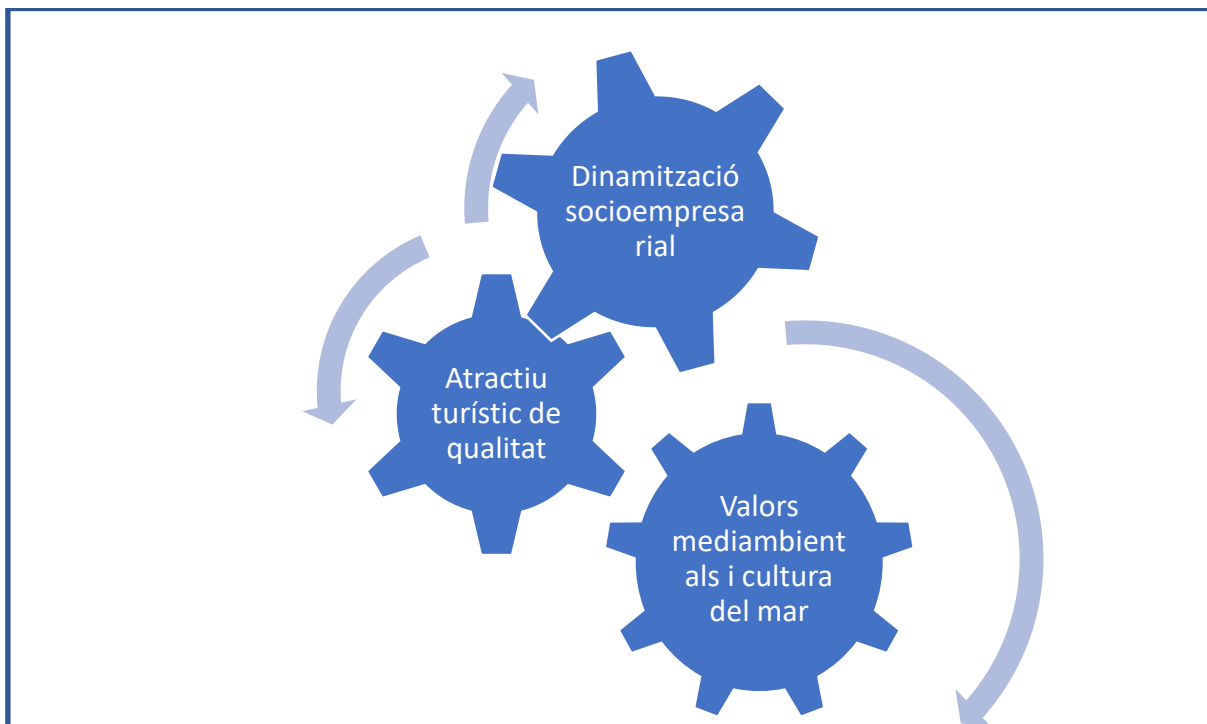 Dinamització
socioempresa
rial
Atractiu
turístic de
qualitat
Valors
mediambient
als i cultura
del mar